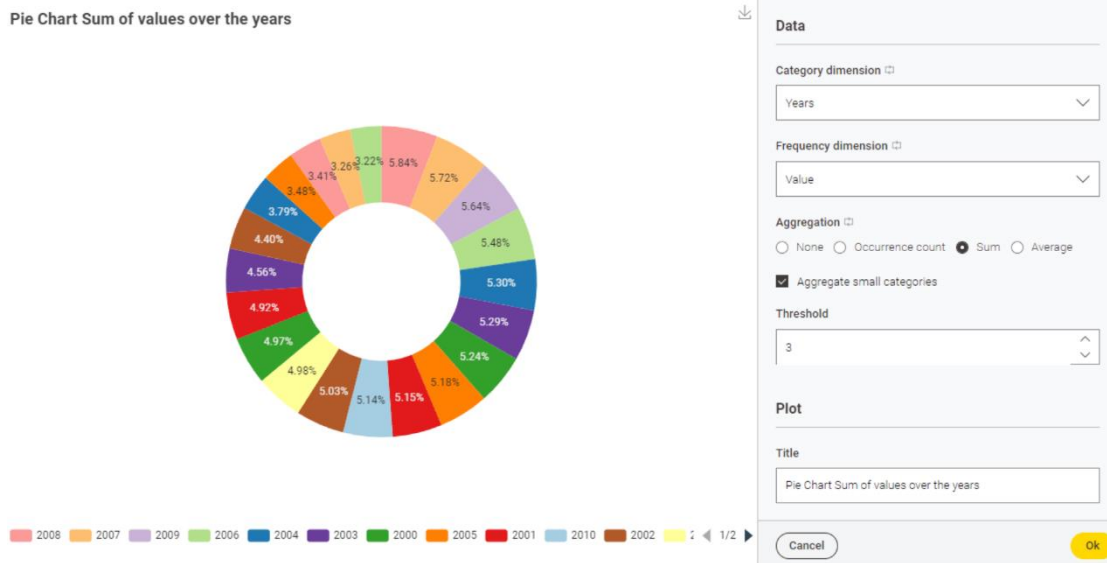 Pie Chart Sum of values over the years
3.22%
5.84%
5.72%
5.64%
5.48%
5.30%
5.29%
5.24%
5.18%
5.15%
5.14%
5.03%
4.98%
4.97%
4.92%
4.56%
4.40%
3.79%
3.48%
3.41%
3.26%
2008 2007 2009 2006 2004 2003 2000 2005 2001 2010 2002 1/2
Data
Category dimension
Years
Frequency dimension
Value
Aggregation
None Occurrence count Sum Average
Aggregate small categories
Threshold
3
Plot
Title
Pie Chart Sum of values over the years
Cancel Ok